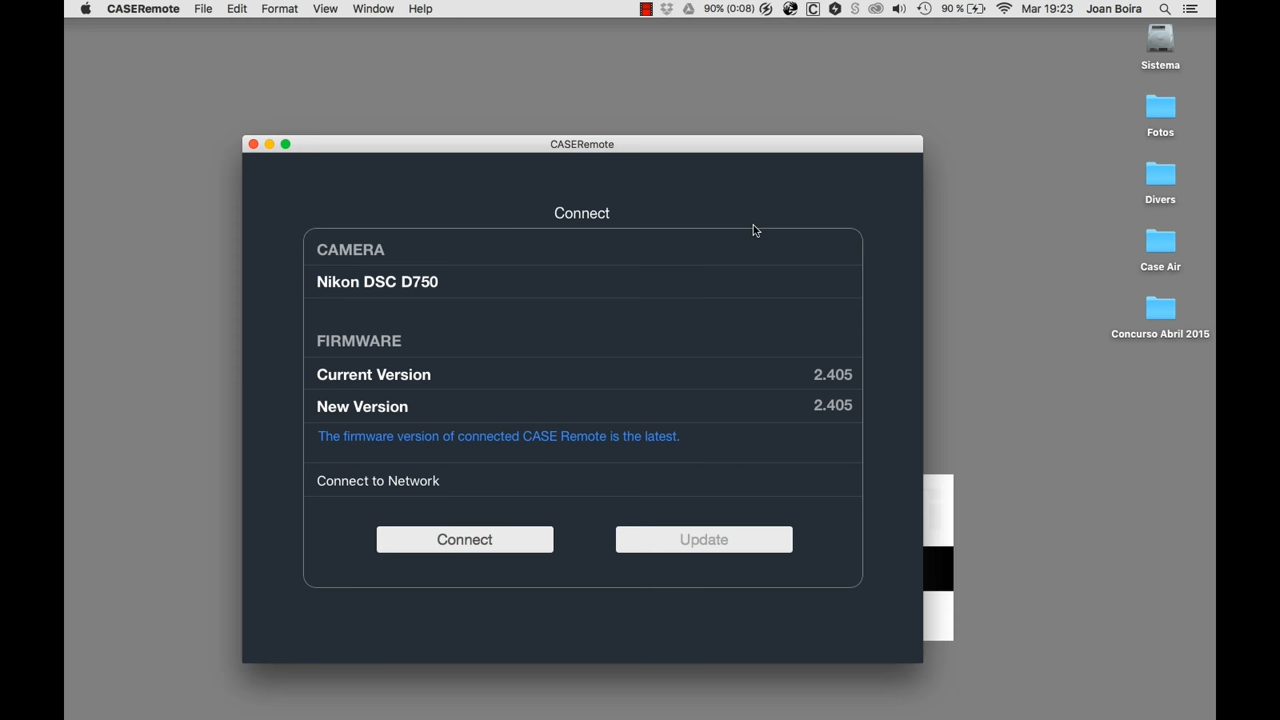 CASERemote File Edit Format View Window Help 90% (0:08) 90 % Mar 19:23 Joan Boira
Sistema
Fotos
Divers
Case Air
Concurso Abril 2015
CASERemote
Connect
CAMERA
Nikon DSC D750
FIRMWARE
Current Version 2.405
New Version 2.405
The firmware version of connected CASE Remote is the latest.
Connect to Network
Connect Update